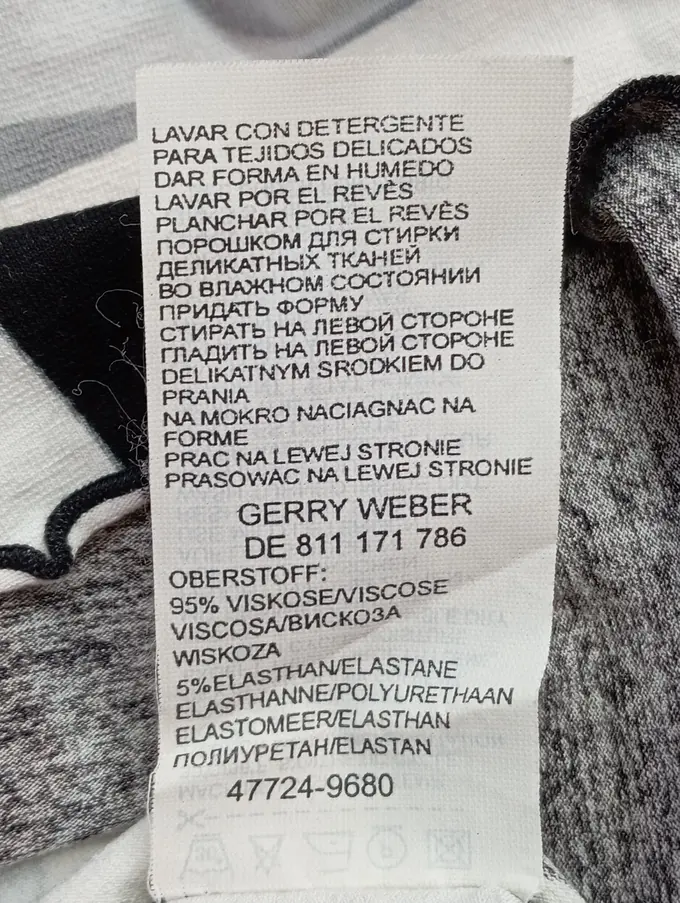 LAVAR CON DETERGENTE
PARA TEJIDOS DELICADOS
DAR FORMA EN HUMEDO
LAVAR POR EL REVÈS
PLANCHAR POR EL REVÈS
ПОРОШКОМ ДЛЯ СТИРКИ
ДЕЛИКАТНЫХ ТКАНЕЙ
ВО ВЛАЖНОМ СОСТОЯНИИ
ПРИДАТЬ ФОРМУ
СТИРАТЬ НА ЛЕВОЙ СТОРОНЕ
ГЛАДИТЬ НА ЛЕВОЙ СТОРОНЕ
DELIKATNYM SRODKIEM DO
PRANIA
NA MOKRO NACIAGNAC NA
FORME
PRAC NA LEWEJ STRONIE
PRASOWAC NA LEWEJ STRONIE
GERRY WEBER
DE 811 171 786
OBERSTOFF:
95% VISKOSE/VISCOSE
VISCOSA/ВИСКОЗА
WISKOZA
5%ELASTHAN/ELASTANE
ELASTHANNE/POLYURETHAAN
ELASTOMEER/ELASTHAN
ПОЛИУРЕТАН/ELASTAN
47724-9680